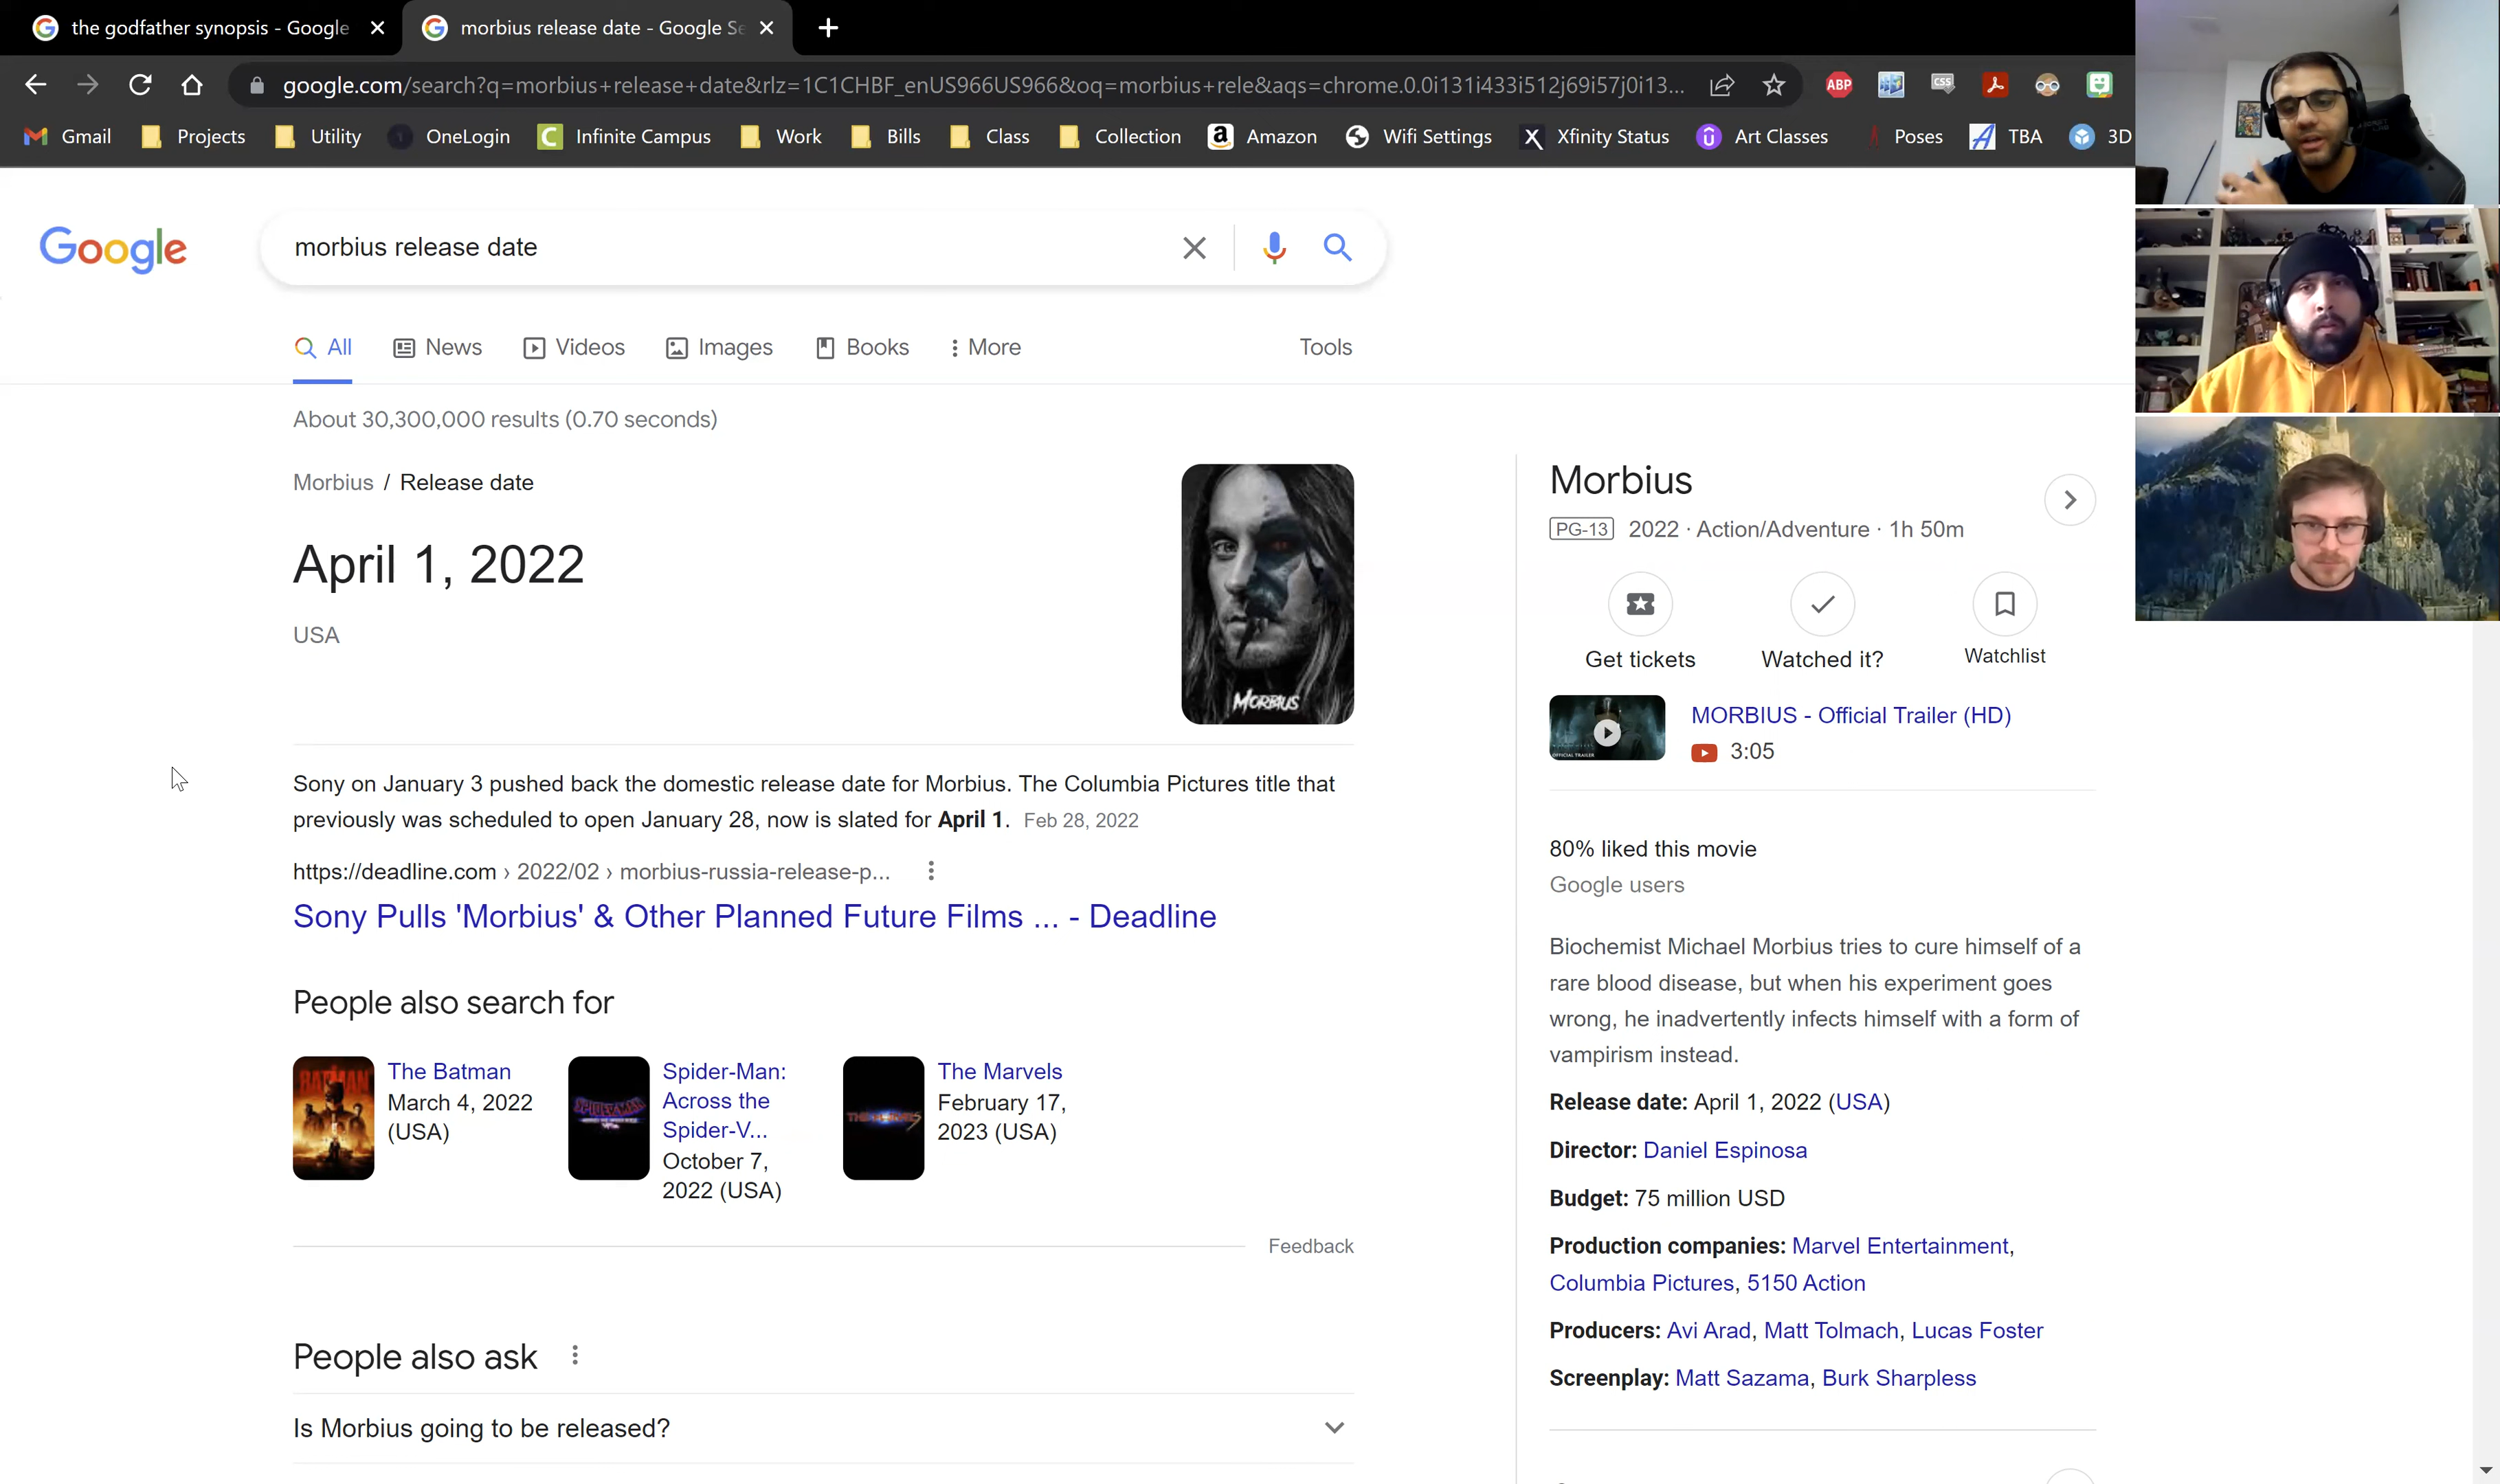 the godfather synopsis - Google
morbius release date - Google Se
google.com/search?q=morbius+release+date&rlz=1C1CHBF_enUS966US966&oq=morbius+rele&aqs=chrome.0.0i131i433i512j69i57j0i13...
ABP
CSS
Gmail
Projects
Utility
OneLogin
Infinite Campus
Work
Bills
Class
Collection
Amazon
Wifi Settings
Xfinity Status
Art Classes
Poses
TBA
3D
Google
morbius release date
All
News
Videos
Images
Books
More
Tools
About 30,300,000 results (0.70 seconds)
Morbius / Release date
April 1, 2022
USA
MORBIUS
Sony on January 3 pushed back the domestic release date for Morbius. The Columbia Pictures title that
previously was scheduled to open January 28, now is slated for April 1. Feb 28, 2022
https://deadline.com › 2022/02 › morbius-russia-release-p...
Sony Pulls 'Morbius' & Other Planned Future Films ... - Deadline
People also search for
BATMAN
The Batman
March 4, 2022
(USA)
SPIDER-MAN
Spider-Man:
Across the
Spider-V...
October 7,
2022 (USA)
The Marvels
February 17,
2023 (USA)
Feedback
People also ask
Is Morbius going to be released?
Morbius
PG-13 2022 · Action/Adventure · 1h 50m
Get tickets
Watched it?
Watchlist
OFFICIAL TRAILER
MORBIUS - Official Trailer (HD)
3:05
80% liked this movie
Google users
Biochemist Michael Morbius tries to cure himself of a
rare blood disease, but when his experiment goes
wrong, he inadvertently infects himself with a form of
vampirism instead.
Release date: April 1, 2022 (USA)
Director: Daniel Espinosa
Budget: 75 million USD
Production companies: Marvel Entertainment,
Columbia Pictures, 5150 Action
Producers: Avi Arad, Matt Tolmach, Lucas Foster
Screenplay: Matt Sazama, Burk Sharpless